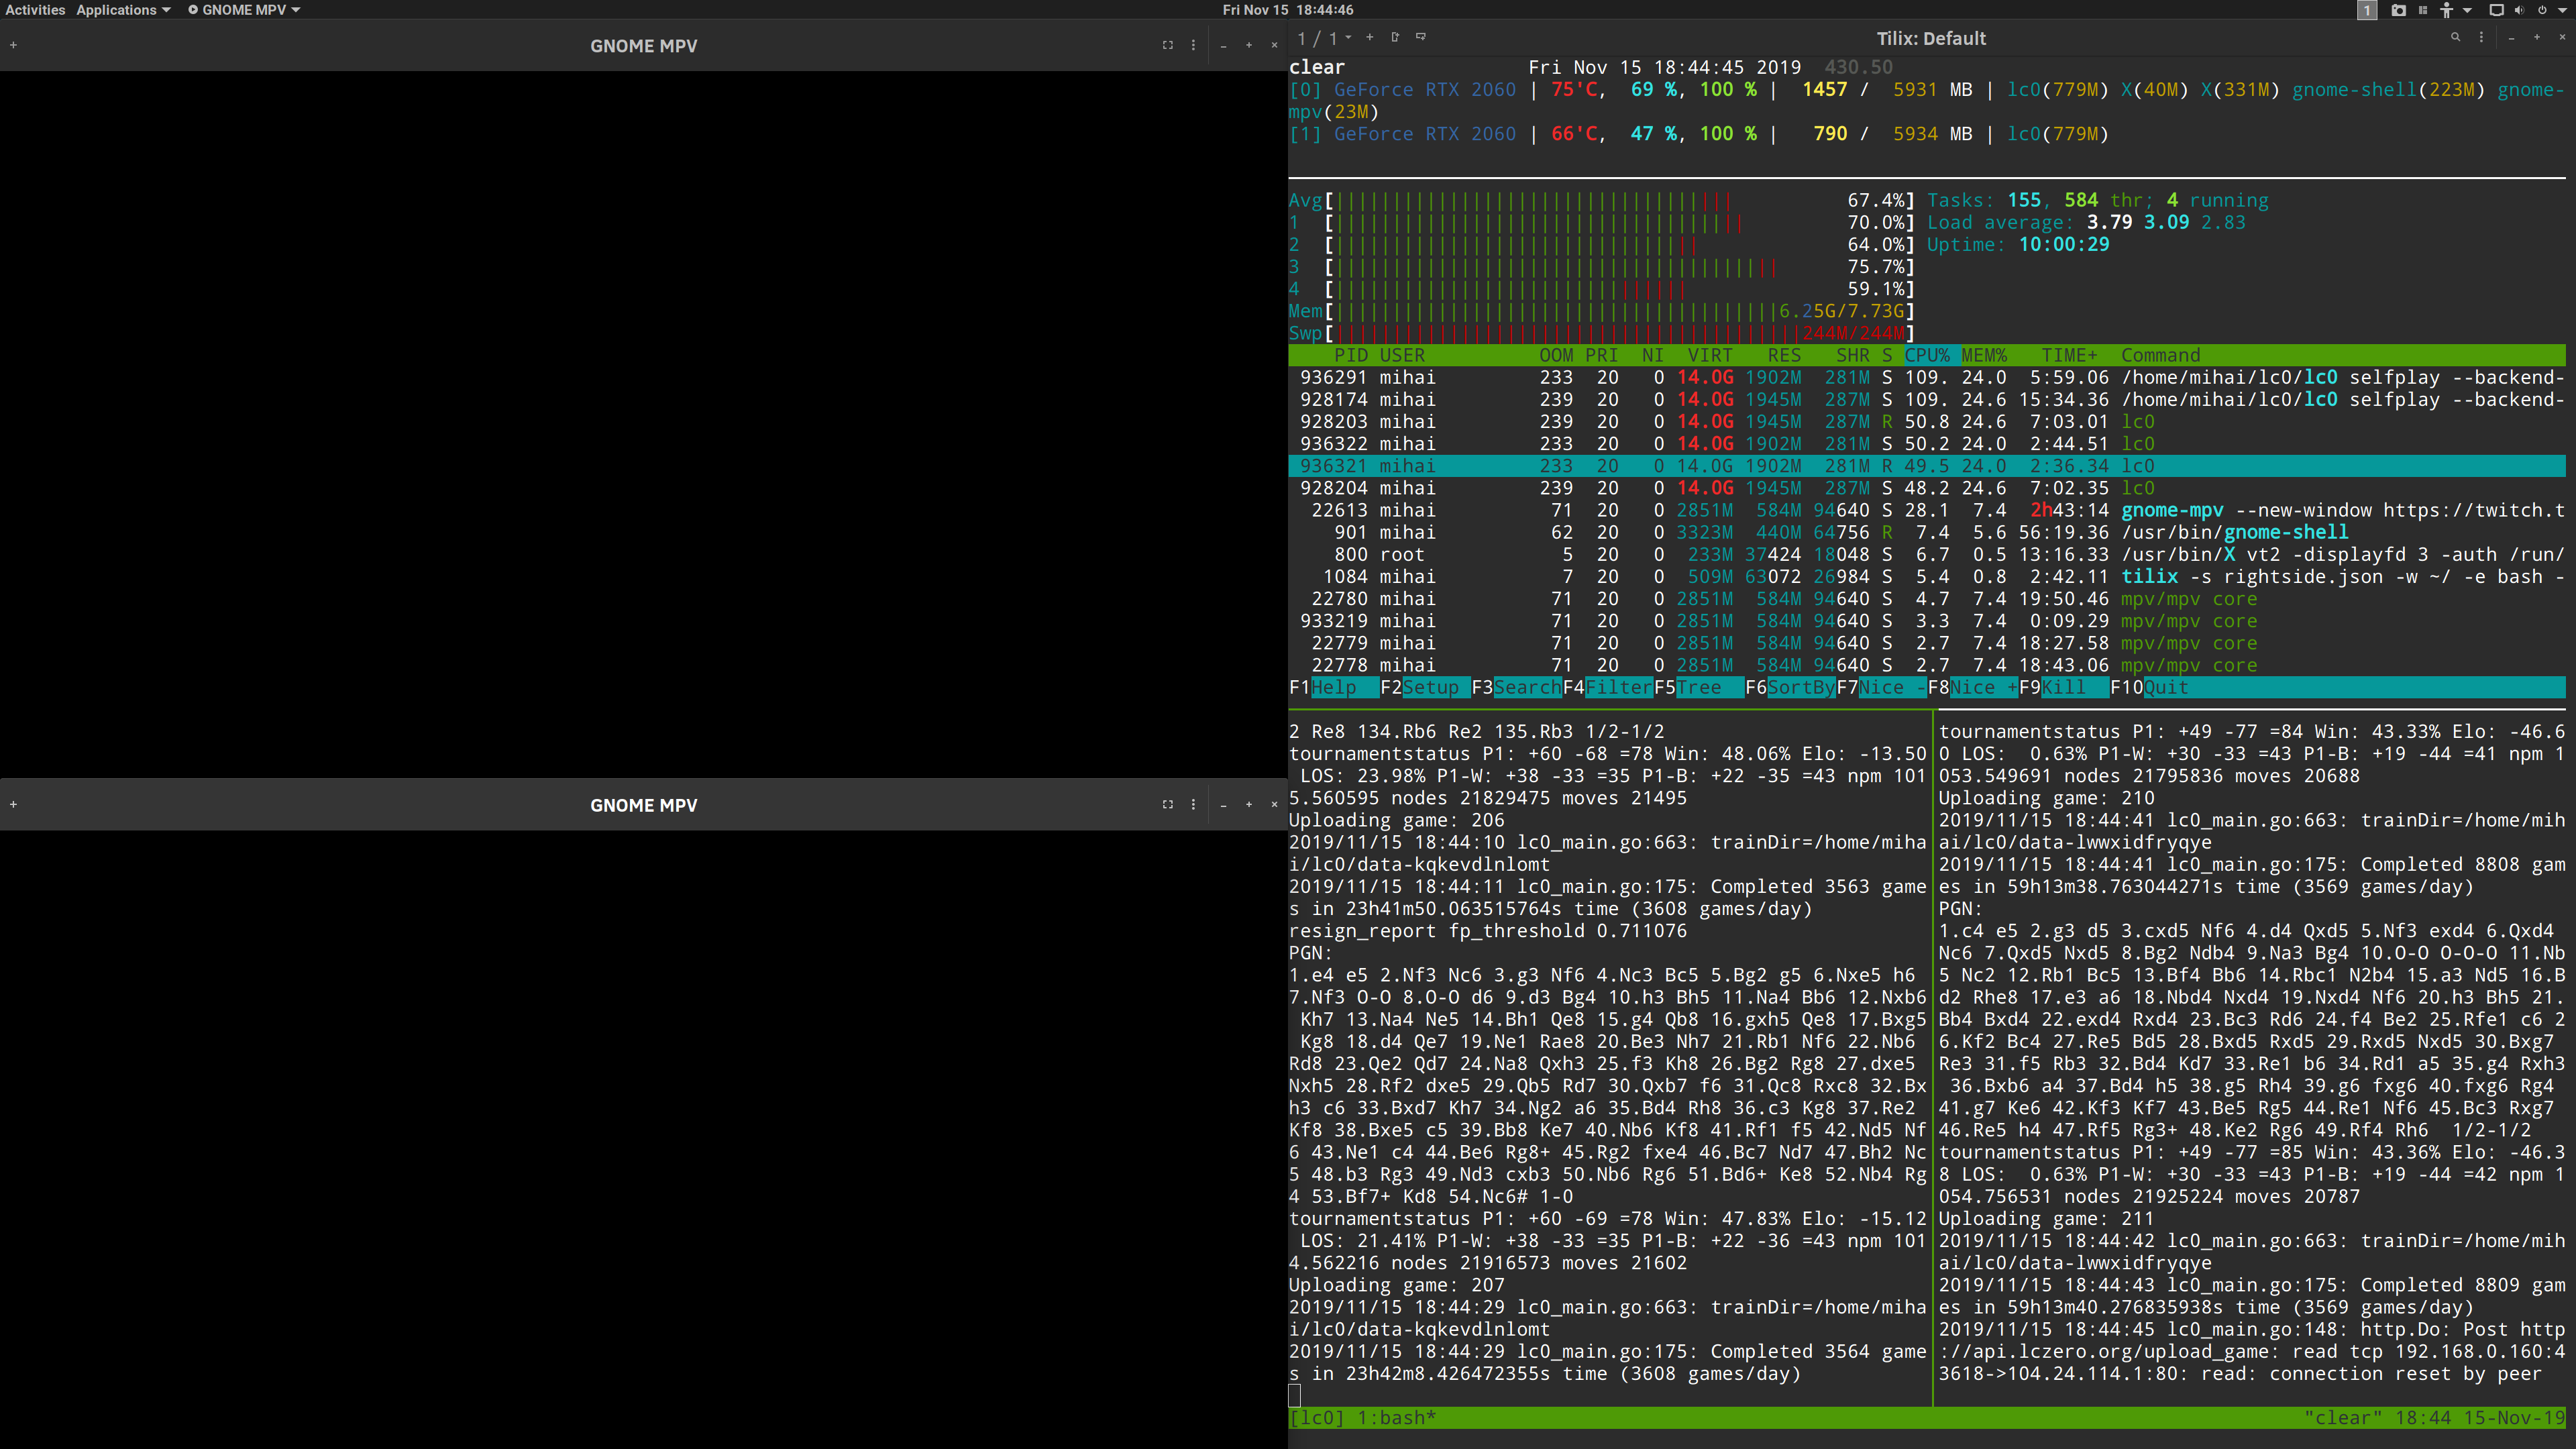 Activities Applications GNOME MPV Fri Nov 15 18:44:46 1
GNOME MPV
GNOME MPV
1 / 1 Tilix: Default
clear Fri Nov 15 18:44:45 2019 430.50
[0] GeForce RTX 2060 | 75'C, 69 %, 100 % | 1457 / 5931 MB | lc0(779M) X(40M) X(331M) gnome-shell(223M) gnome-
mpv(23M)
[1] GeForce RTX 2060 | 66'C, 47 %, 100 % | 790 / 5934 MB | lc0(779M)
Avg[ 67.4%] Tasks: 155, 584 thr; 4 running
1 [ 70.0%] Load average: 3.79 3.09 2.83
2 [ 64.0%] Uptime: 10:00:29
3 [ 75.7%]
4 [ 59.1%]
Mem[ 6.25G/7.73G]
Swp[ 244M/244M]
PID USER OOM PRI NI VIRT RES SHR S CPU% MEM% TIME+ Command
936291 mihai 233 20 0 14.0G 1902M 281M S 109. 24.0 5:59.06 /home/mihai/lc0/lc0 selfplay --backend-
928174 mihai 239 20 0 14.0G 1945M 287M S 109. 24.6 15:34.36 /home/mihai/lc0/lc0 selfplay --backend-
928203 mihai 239 20 0 14.0G 1945M 287M R 50.8 24.6 7:03.01 lc0
936322 mihai 233 20 0 14.0G 1902M 281M S 50.2 24.0 2:44.51 lc0
936321 mihai 233 20 0 14.0G 1902M 281M R 49.5 24.0 2:36.34 lc0
928204 mihai 239 20 0 14.0G 1945M 287M S 48.2 24.6 7:02.35 lc0
22613 mihai 71 20 0 2851M 584M 94640 S 28.1 7.4 2h43:14 gnome-mpv --new-window https://twitch.t
901 mihai 62 20 0 3323M 440M 64756 R 7.4 5.6 56:19.36 /usr/bin/gnome-shell
800 root 5 20 0 233M 37424 18048 S 6.7 0.5 13:16.33 /usr/bin/X vt2 -displayfd 3 -auth /run/
1084 mihai 7 20 0 509M 63072 26984 S 5.4 0.8 2:42.11 tilix -s rightside.json -w ~/ -e bash -
22780 mihai 71 20 0 2851M 584M 94640 S 4.7 7.4 19:50.46 mpv/mpv core
933219 mihai 71 20 0 2851M 584M 94640 S 3.3 7.4 0:09.29 mpv/mpv core
22779 mihai 71 20 0 2851M 584M 94640 S 2.7 7.4 18:27.58 mpv/mpv core
22778 mihai 71 20 0 2851M 584M 94640 S 2.7 7.4 18:43.06 mpv/mpv core
F1Help F2Setup F3SearchF4FilterF5Tree F6SortByF7Nice -F8Nice +F9Kill F10Quit
2 Re8 134.Rb6 Re2 135.Rb3 1/2-1/2
tournamentstatus P1: +60 -68 =78 Win: 48.06% Elo: -13.50
LOS: 23.98% P1-W: +38 -33 =35 P1-B: +22 -35 =43 npm 101
5.560595 nodes 21829475 moves 21495
Uploading game: 206
2019/11/15 18:44:10 lc0_main.go:663: trainDir=/home/miha
i/lc0/data-kqkevdlnlomt
2019/11/15 18:44:11 lc0_main.go:175: Completed 3563 game
s in 23h41m50.063515764s time (3608 games/day)
resign_report fp_threshold 0.711076
PGN:
1.e4 e5 2.Nf3 Nc6 3.g3 Nf6 4.Nc3 Bc5 5.Bg2 g5 6.Nxe5 h6
7.Nf3 O-O 8.O-O d6 9.d3 Bg4 10.h3 Bh5 11.Na4 Bb6 12.Nxb6
Kh7 13.Na4 Ne5 14.Bh1 Qe8 15.g4 Qb8 16.gxh5 Qe8 17.Bxg5
Kg8 18.d4 Qe7 19.Ne1 Rae8 20.Be3 Nh7 21.Rb1 Nf6 22.Nb6
Rd8 23.Qe2 Qd7 24.Na8 Qxh3 25.f3 Kh8 26.Bg2 Rg8 27.dxe5
Nxh5 28.Rf2 dxe5 29.Qb5 Rd7 30.Qxb7 f6 31.Qc8 Rxc8 32.Bx
h3 c6 33.Bxd7 Kh7 34.Ng2 a6 35.Bd4 Rh8 36.c3 Kg8 37.Re2
Kf8 38.Bxe5 c5 39.Bb8 Ke7 40.Nb6 Kf8 41.Rf1 f5 42.Nd5 Nf
6 43.Ne1 c4 44.Be6 Rg8+ 45.Rg2 fxe4 46.Bc7 Nd7 47.Bh2 Nc
5 48.b3 Rg3 49.Nd3 cxb3 50.Nb6 Rg6 51.Bd6+ Ke8 52.Nb4 Rg
4 53.Bf7+ Kd8 54.Nc6# 1-0
tournamentstatus P1: +60 -69 =78 Win: 47.83% Elo: -15.12
LOS: 21.41% P1-W: +38 -33 =35 P1-B: +22 -36 =43 npm 101
4.562216 nodes 21916573 moves 21602
Uploading game: 207
2019/11/15 18:44:29 lc0_main.go:663: trainDir=/home/miha
i/lc0/data-kqkevdlnlomt
2019/11/15 18:44:29 lc0_main.go:175: Completed 3564 game
s in 23h42m8.426472355s time (3608 games/day)
tournamentstatus P1: +49 -77 =84 Win: 43.33% Elo: -46.6
0 LOS: 0.63% P1-W: +30 -33 =43 P1-B: +19 -44 =41 npm 1
053.549691 nodes 21795836 moves 20688
Uploading game: 210
2019/11/15 18:44:41 lc0_main.go:663: trainDir=/home/mih
ai/lc0/data-lwwxidfryqye
2019/11/15 18:44:41 lc0_main.go:175: Completed 8808 gam
es in 59h13m38.763044271s time (3569 games/day)
PGN:
1.c4 e5 2.g3 d5 3.cxd5 Nf6 4.d4 Qxd5 5.Nf3 exd4 6.Qxd4
Nc6 7.Qxd5 Nxd5 8.Bg2 Ndb4 9.Na3 Bg4 10.O-O O-O-O 11.Nb
5 Nc2 12.Rb1 Bc5 13.Bf4 Bb6 14.Rbc1 N2b4 15.a3 Nd5 16.B
d2 Rhe8 17.e3 a6 18.Nbd4 Nxd4 19.Nxd4 Nf6 20.h3 Bh5 21.
Bb4 Bxd4 22.exd4 Rxd4 23.Bc3 Rd6 24.f4 Be2 25.Rfe1 c6 2
6.Kf2 Bc4 27.Re5 Bd5 28.Bxd5 Rxd5 29.Rxd5 Nxd5 30.Bxg7
Re3 31.f5 Rb3 32.Bd4 Kd7 33.Re1 b6 34.Rd1 a5 35.g4 Rxh3
36.Bxb6 a4 37.Bd4 h5 38.g5 Rh4 39.g6 fxg6 40.fxg6 Rg4
41.g7 Ke6 42.Kf3 Kf7 43.Be5 Rg5 44.Re1 Nf6 45.Bc3 Rxg7
46.Re5 h4 47.Rf5 Rg3+ 48.Ke2 Rg6 49.Rf4 Rh6 1/2-1/2
tournamentstatus P1: +49 -77 =85 Win: 43.36% Elo: -46.3
8 LOS: 0.63% P1-W: +30 -33 =43 P1-B: +19 -44 =42 npm 1
054.756531 nodes 21925224 moves 20787
Uploading game: 211
2019/11/15 18:44:42 lc0_main.go:663: trainDir=/home/mih
ai/lc0/data-lwwxidfryqye
2019/11/15 18:44:43 lc0_main.go:175: Completed 8809 gam
es in 59h13m40.276835938s time (3569 games/day)
2019/11/15 18:44:45 lc0_main.go:148: http.Do: Post http
://api.lczero.org/upload_game: read tcp 192.168.0.160:4
3618->104.24.114.1:80: read: connection reset by peer
[lc0] 1:bash* "clear" 18:44 15-Nov-19